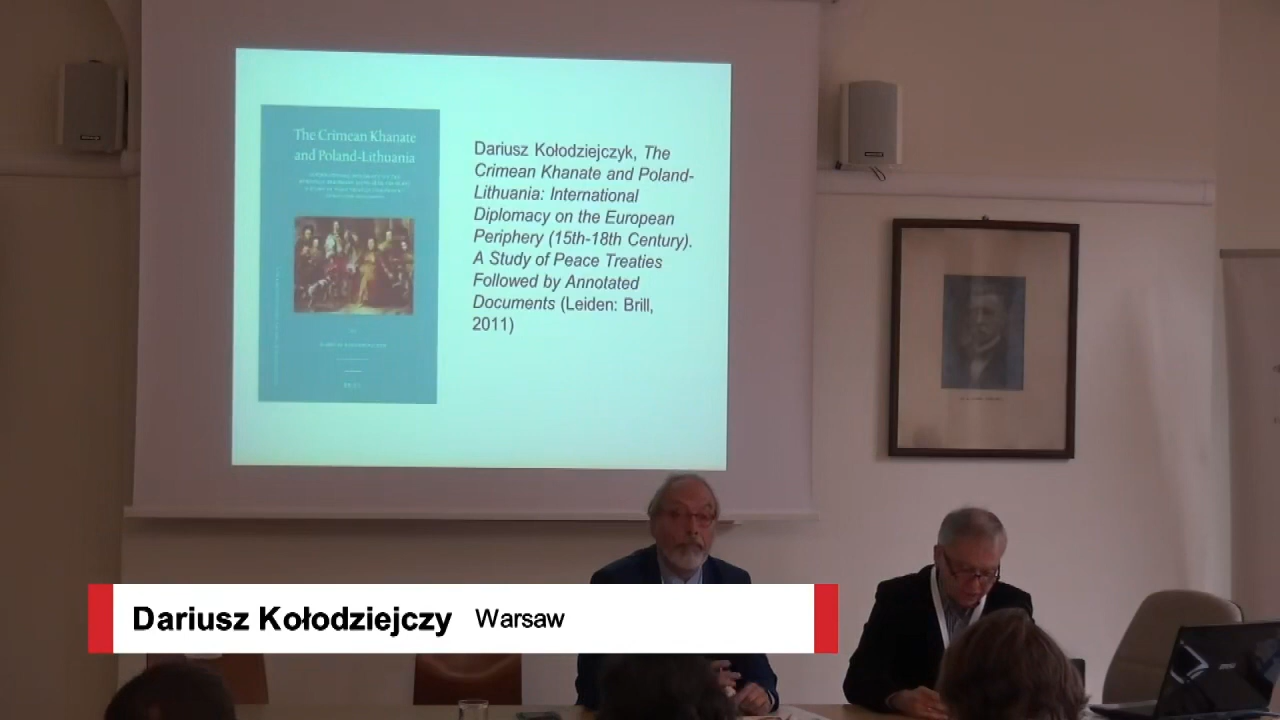 The Crimean Khanate
and Poland-Lithuania
Dariusz Kołodziejczyk, The
Crimean Khanate and Poland-
Lithuania: International
Diplomacy on the European
Periphery (15th-18th Century).
A Study of Peace Treaties
Followed by Annotated
Documents (Leiden: Brill,
2011)
Dariusz Kołodziejczy Warsaw